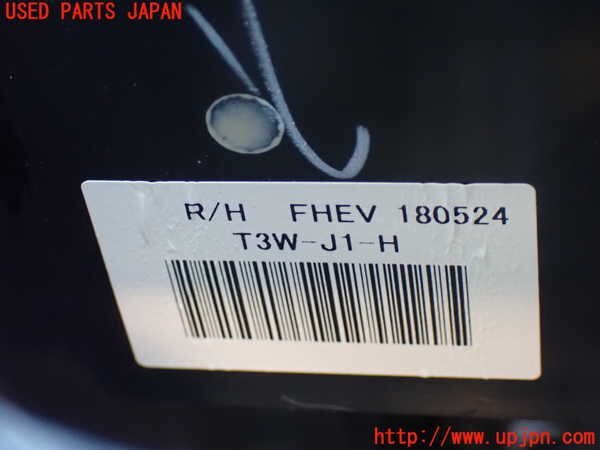 USED PARTS JAPAN
R/H FHEV 180524
T3W-J1-H
http://www.upjpn.com/